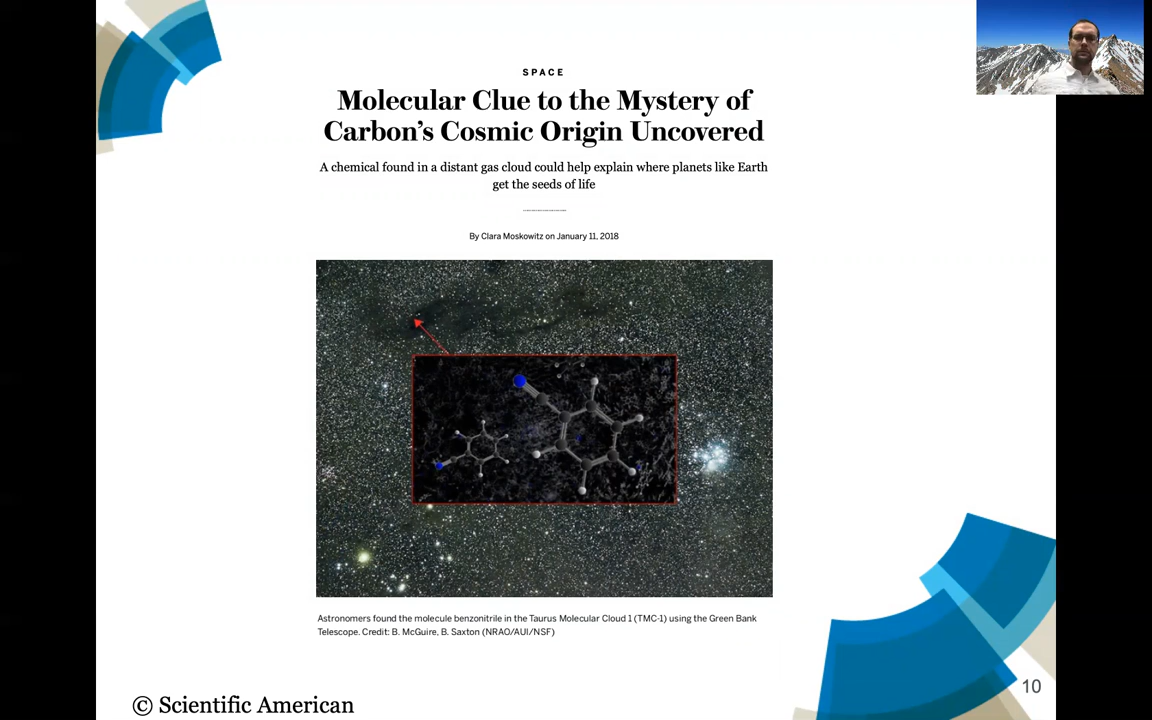 SPACE
Molecular Clue to the Mystery of
Carbon’s Cosmic Origin Uncovered
A chemical found in a distant gas cloud could help explain where planets like Earth
get the seeds of life
By Clara Moskowitz on January 11, 2018
Astronomers found the molecule benzonitrile in the Taurus Molecular Cloud 1 (TMC-1) using the Green Bank
Telescope. Credit: B. McGuire, B. Saxton (NRAO/AUI/NSF)
© Scientific American
10